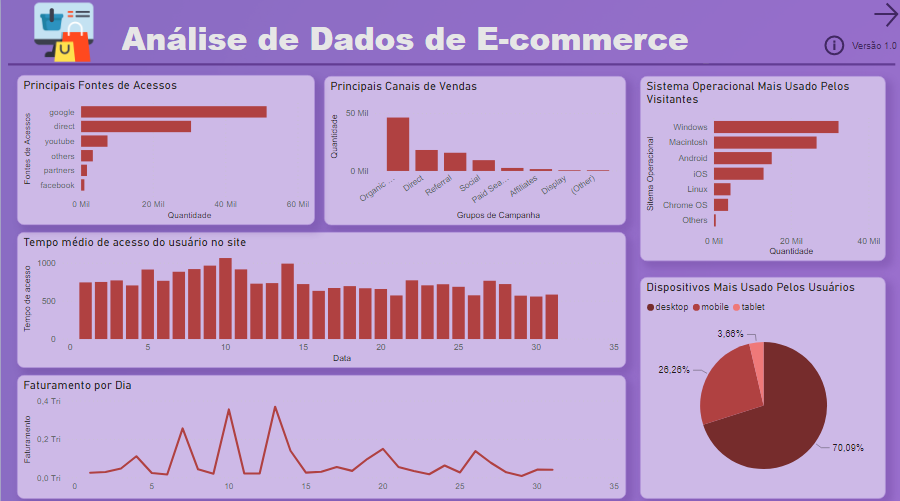 Análise de Dados de E-commerce
Versão 1.0
Principais Fontes de Acessos
Fontes de Acessos
google
direct
youtube
others
partners
facebook
0 Mil 20 Mil 40 Mil 60 Mil
Quantidade
Principais Canais de Vendas
Quantidade
50 Mil
0 Mil
Organic ...
Direct
Referral
Social
Paid Sea...
Affiliates
Display
(Other)
Grupos de Campanha
Sistema Operacional Mais Usado Pelos
Visitantes
Sitema Operacional
Windows
Macintosh
Android
iOS
Linux
Chrome OS
Others
0 Mil 20 Mil 40 Mil
Quantidade
Tempo médio de acesso do usuário no site
Tempo de acesso
1000
500
0
0 5 10 15 20 25 30 35
Data
Dispositivos Mais Usado Pelos Usuários
desktop mobile tablet
3,66%
26,26%
70,09%
Faturamento por Dia
Faturamento
0,4 Tri
0,2 Tri
0,0 Tri
0 5 10 15 20 25 30 35